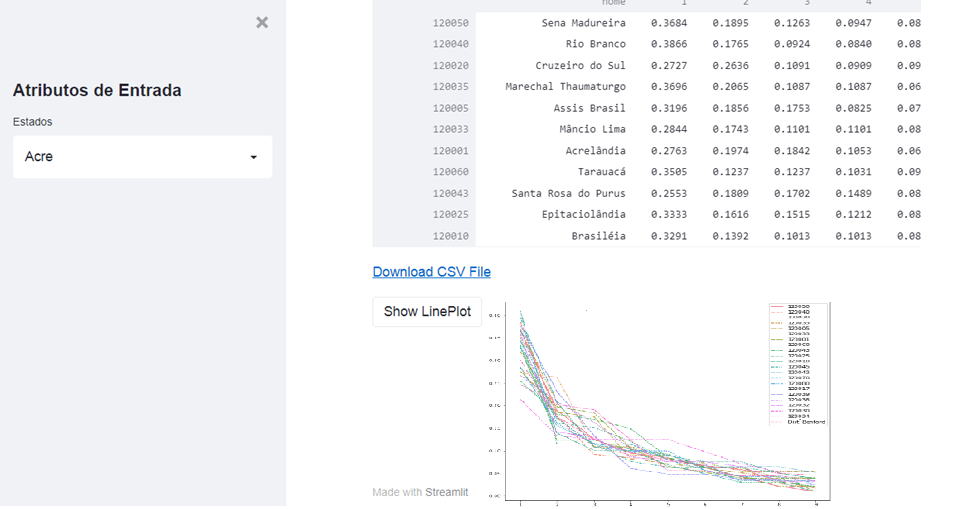 Atributos de Entrada
Estados
Acre
nome 1 2 3 4
120050 Sena Madureira 0.3684 0.1895 0.1263 0.0947 0.08
120040 Rio Branco 0.3866 0.1765 0.0924 0.0840 0.08
120020 Cruzeiro do Sul 0.2727 0.2636 0.1091 0.0909 0.09
120035 Marechal Thaumaturgo 0.3696 0.2065 0.1087 0.1087 0.06
120005 Assis Brasil 0.3196 0.1856 0.1753 0.0825 0.07
120033 Mâncio Lima 0.2844 0.1743 0.1101 0.1101 0.08
120001 Acrelândia 0.2763 0.1974 0.1842 0.1053 0.06
120060 Tarauacá 0.3505 0.1237 0.1237 0.1031 0.09
120043 Santa Rosa do Purus 0.2553 0.1809 0.1702 0.1489 0.08
120025 Epitaciolândia 0.3333 0.1616 0.1515 0.1212 0.08
120010 Brasiléia 0.3291 0.1392 0.1013 0.1013 0.08
Download CSV File
Show LinePlot
Dist. Benford
Made with Streamlit